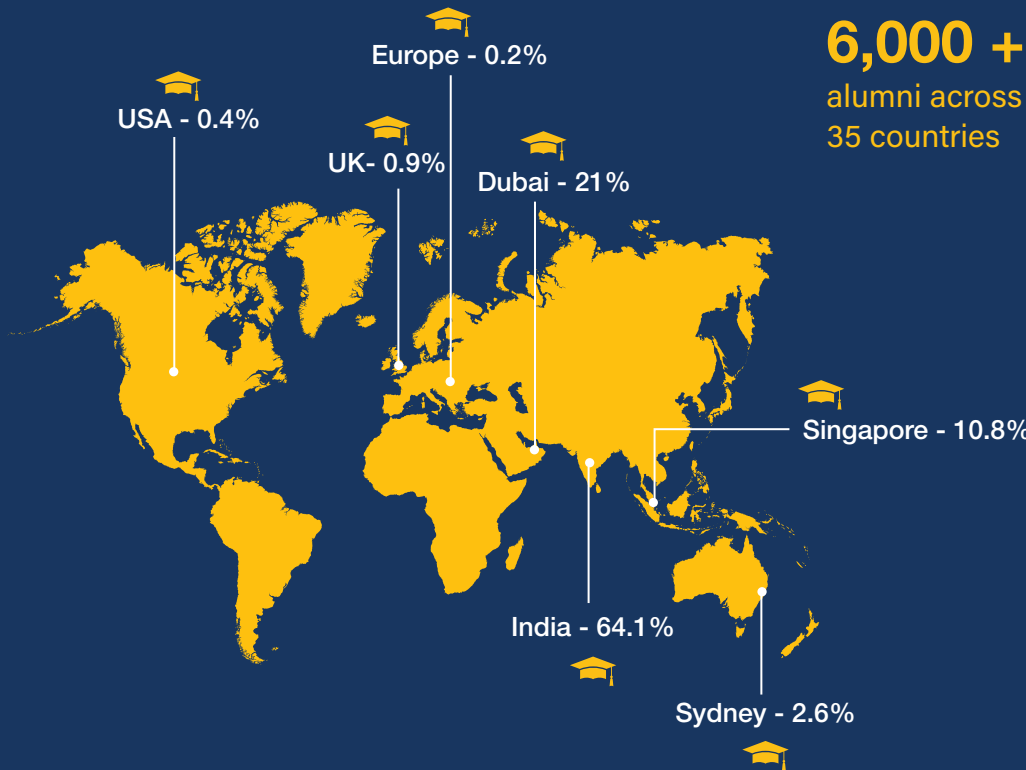 6,000 +
alumni across
35 countries
Europe - 0.2%
USA - 0.4%
UK- 0.9%
Dubai - 21%
Singapore - 10.8%
India - 64.1%
Sydney - 2.6%